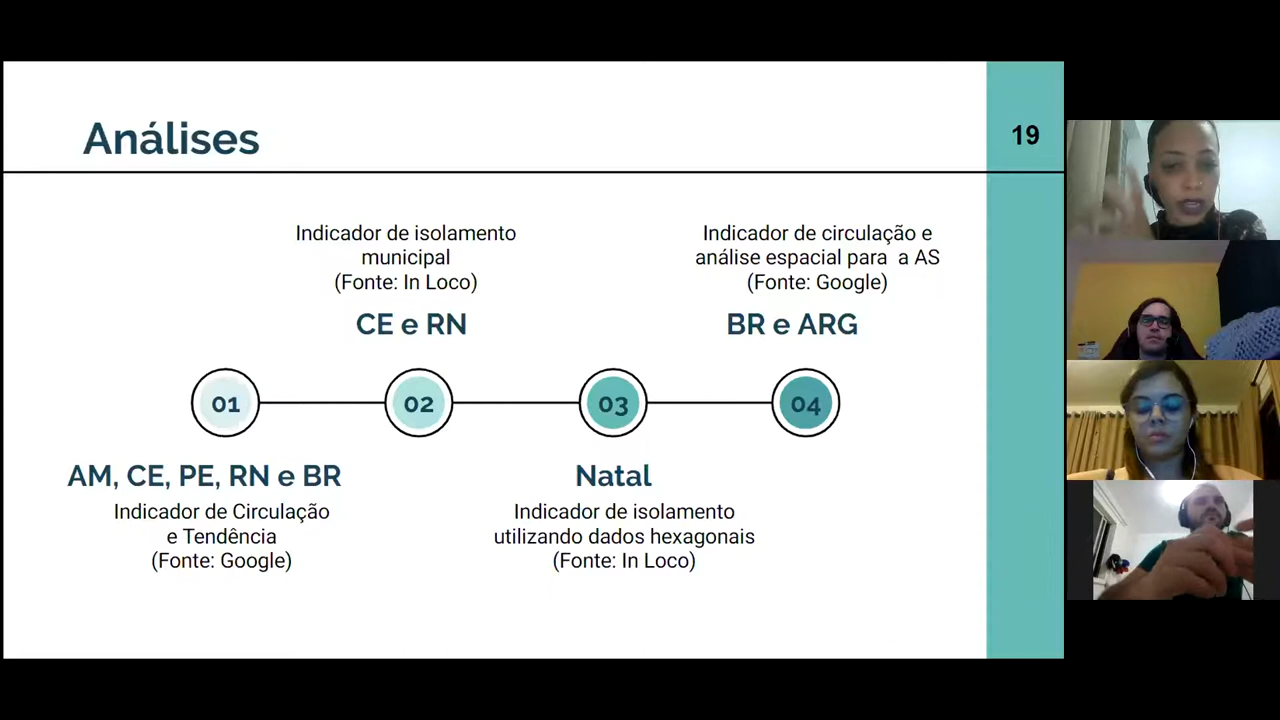 Análises
19
Indicador de isolamento
municipal
(Fonte: In Loco)
CE e RN
Indicador de circulação e
análise espacial para  a AS
(Fonte: Google)
BR e ARG
01
02
03
04
AM, CE, PE, RN e BR
Indicador de Circulação
e Tendência
(Fonte: Google)
Natal
Indicador de isolamento
utilizando dados hexagonais
(Fonte: In Loco)